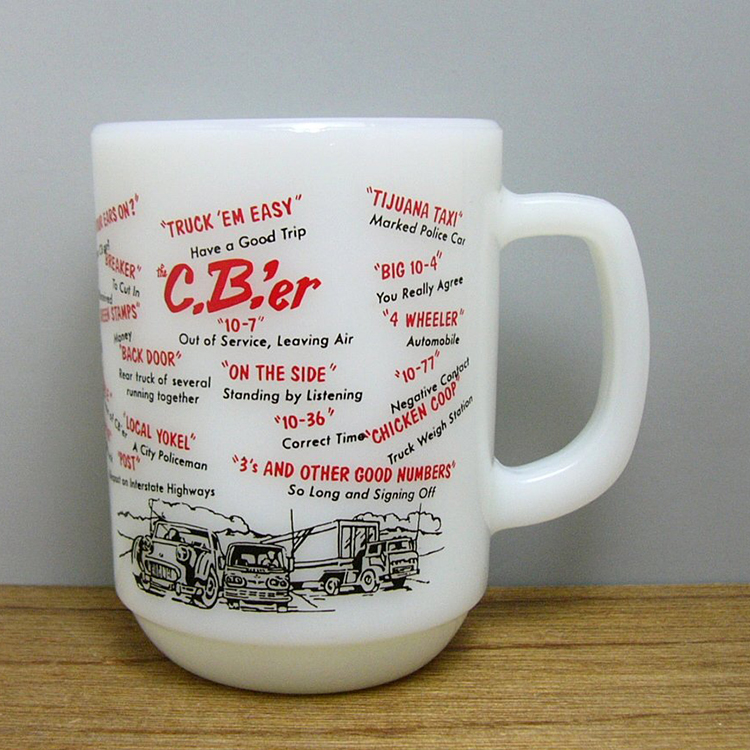 EARS ON?"
BREAKER"
To Cut In
STAMPS"
Money
"BACK DOOR"
Rear truck of several
running together
"LOCAL YOKEL"
A City Policeman
"POST"
on Interstate Highways
"TRUCK 'EM EASY"
Have a Good Trip
the
C.B.'er
"10-7"
Out of Service, Leaving Air
"ON THE SIDE"
Standing by Listening
"10-36"
Correct Time
"3's AND OTHER GOOD NUMBERS"
So Long and Signing Off
"TIJUANA TAXI"
Marked Police Car
"BIG 10-4"
You Really Agree
"4 WHEELER"
Automobile
"10-77"
Negative Contact
"CHICKEN COOP"
Truck Weigh Station